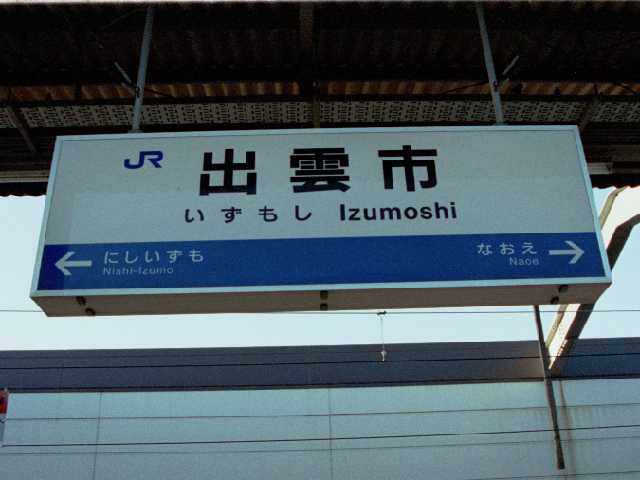 JR
出雲市
いずもし Izumoshi
← にしいずも
Nishi-Izumo
なおえ →
Naoe